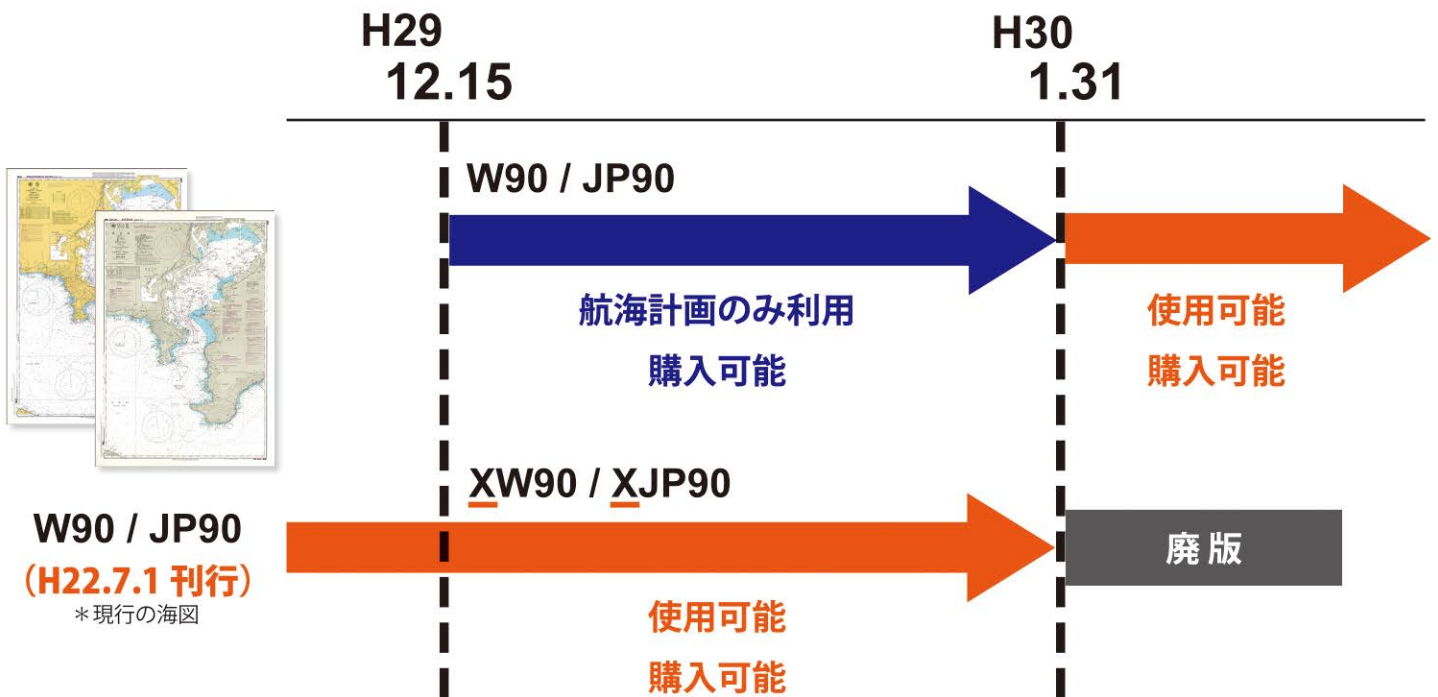 H29
12.15
H30
1.31
W90 / JP90
航海計画のみ利用
購入可能
使用可能
購入可能
XW90 / XJP90
W90 / JP90
（H22.7.1 刊行）
＊現行の海図
使用可能
購入可能
廃 版